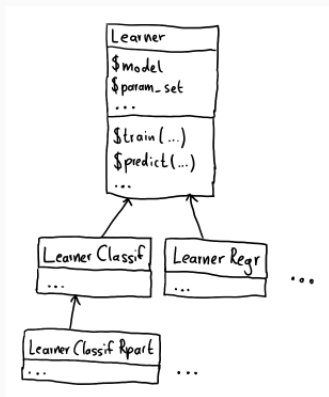 Learner
$model
$param_set
...
$train(...)
$predict(...)
...
Learner Classif
...
Learner Regr
...
...
Learner Classif Rpart
...
...